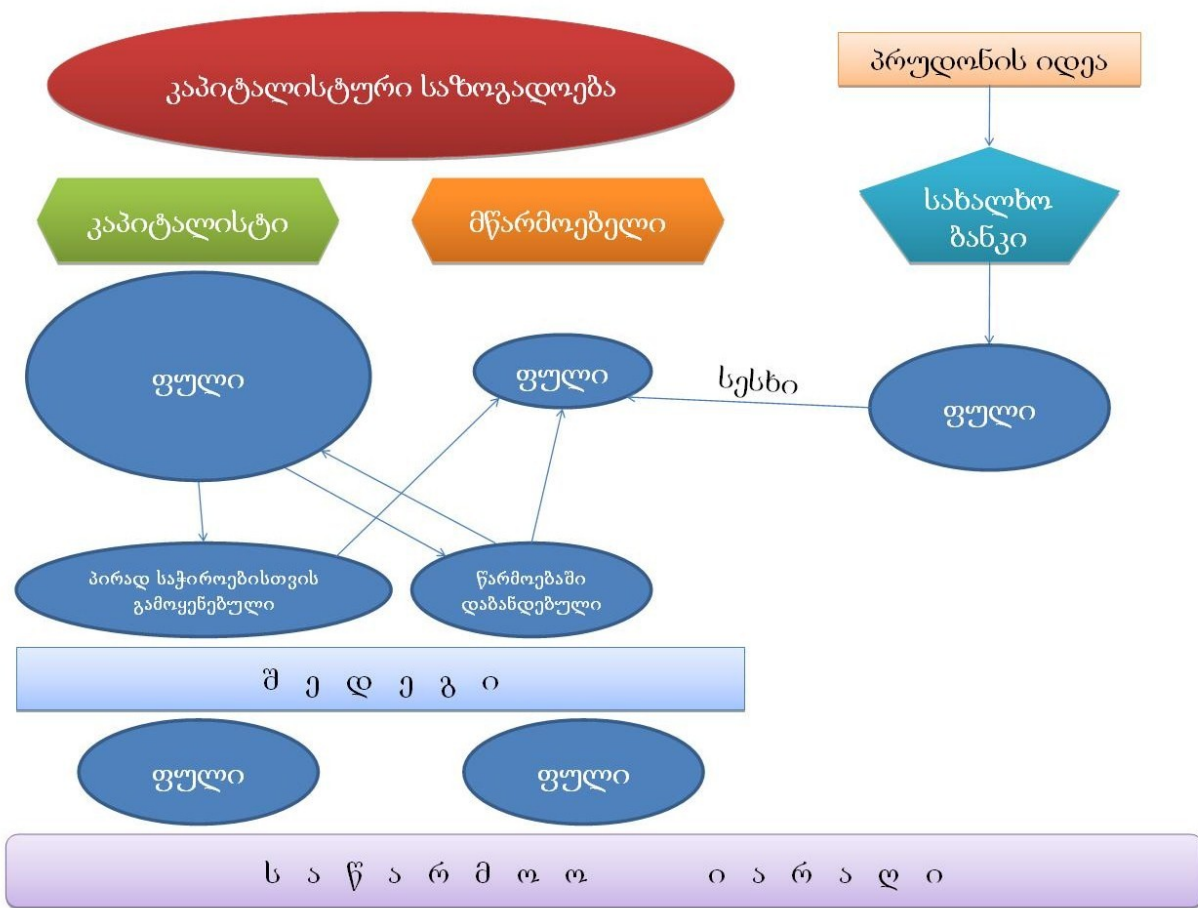 კაპიტალისტური საზოგადოება
პრუდონის იდეა
კაპიტალისტი
მწარმოებელი
სახალხო
ბანკი
ფული
ფული
სესხი
ფული
პირად საჭიროებისთვის
გამოყენებული
წარმოებაში
დაბანდებული
შ ე დ ე გ ი
ფული
ფული
ს ა წ ა რ მ ო ო ი ა რ ა ღ ი